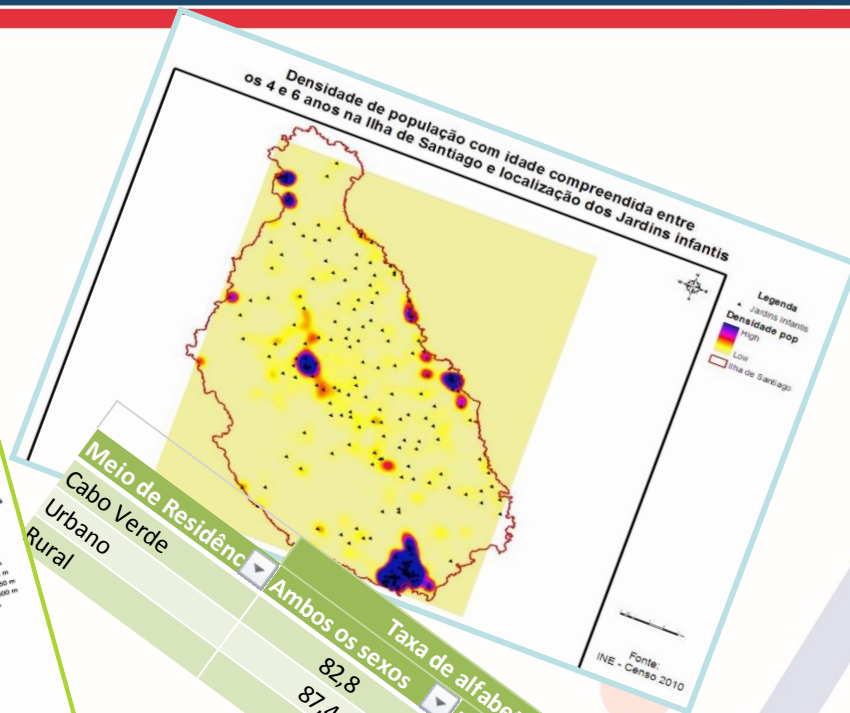 Densidade de população com idade compreendida entre
os 4 e 6 anos na Ilha de Santiago e localização dos Jardins infantis
Legenda
Jardins Infantis
Densidade pop
High
Low
Ilha de Santiago
Fonte:
INE - Censo 2010
Meio de Residênc
Cabo Verde
Urbano
Rural
Taxa de alfabe
Ambos os sexos
82,8
87,4